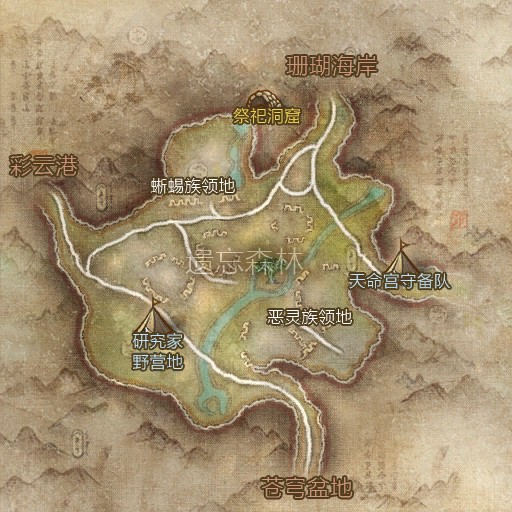 珊瑚海岸
祭祀洞窟
彩云港
蜥蜴族领地
遗忘森林
天命宫守备队
恶灵族领地
研究家
野营地
苍穹盆地